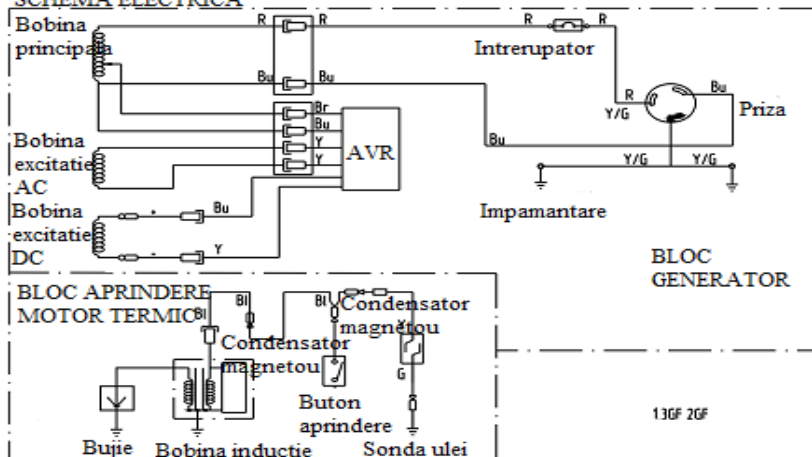 SCHEMA ELECTRICA
Bobina
principala
R
R
R
Intrerupator
Bu
Bu
R
Y/G
Bu
Priza
Br
Bu
Y
Y
AVR
Bu
Y/G
Y/G
Impamantare
Bobina
excitatie
AC
Bobina
excitatie
DC
+
Bu
-
Y
BLOC
GENERATOR
BLOC APRINDERE
MOTOR TERMIC
Bl
Bl
Bl
Condensator
magnetou
Condensator
magnetou
Y
G
Buton
aprindere
Bujie
Bobina inductie
Sonda ulei
13GF 2GF